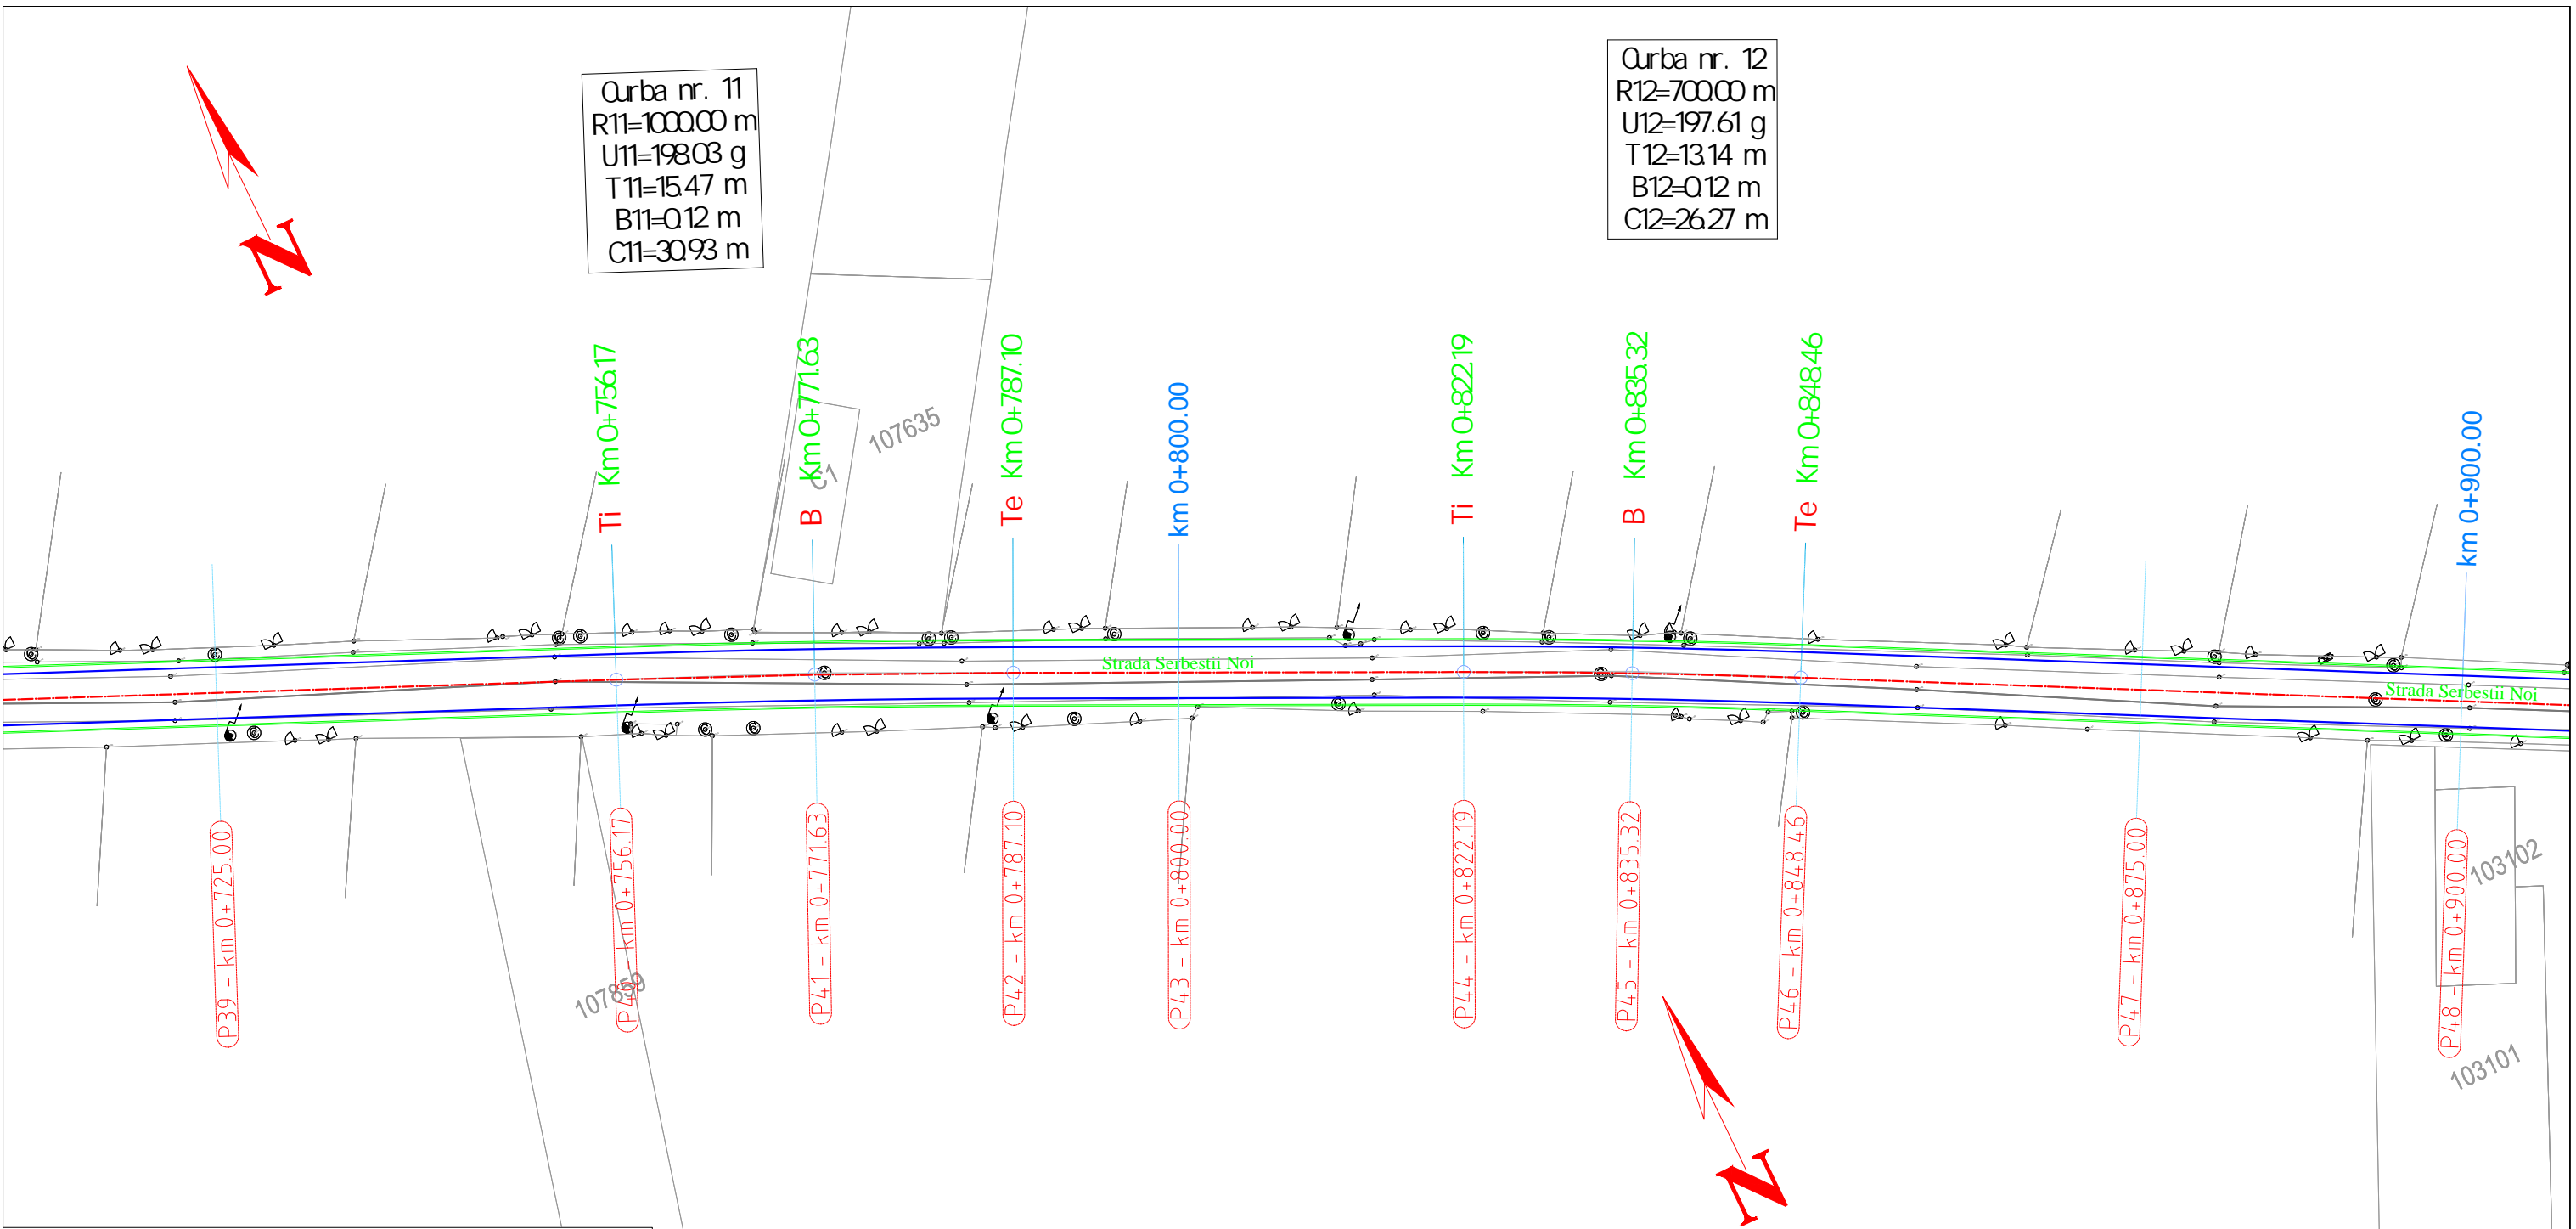 Curba nr. 11
R11=1000.00 m
U11=198.03 g
T11=15.47 m
B11=0.12 m
C11=30.93 m
Curba nr. 12
R12=700.00 m
U12=197.61 g
T12=13.14 m
B12=0.12 m
C12=26.27 m
N
Ti Km 0+756.17
B Km 0+771.63
Te Km 0+787.10
km 0+800.00
Ti Km 0+822.19
B Km 0+835.32
Te Km 0+848.46
km 0+900.00
C1
107635
Strada Serbestii Noi
Strada Serbestii Noi
P39 - km 0+725.00
P40 - km 0+756.17
P41 - km 0+771.63
P42 - km 0+787.10
P43 - km 0+800.00
P44 - km 0+822.19
P45 - km 0+835.32
P46 - km 0+848.46
P47 - km 0+875.00
P48 - km 0+900.00
107859
103102
103101
N